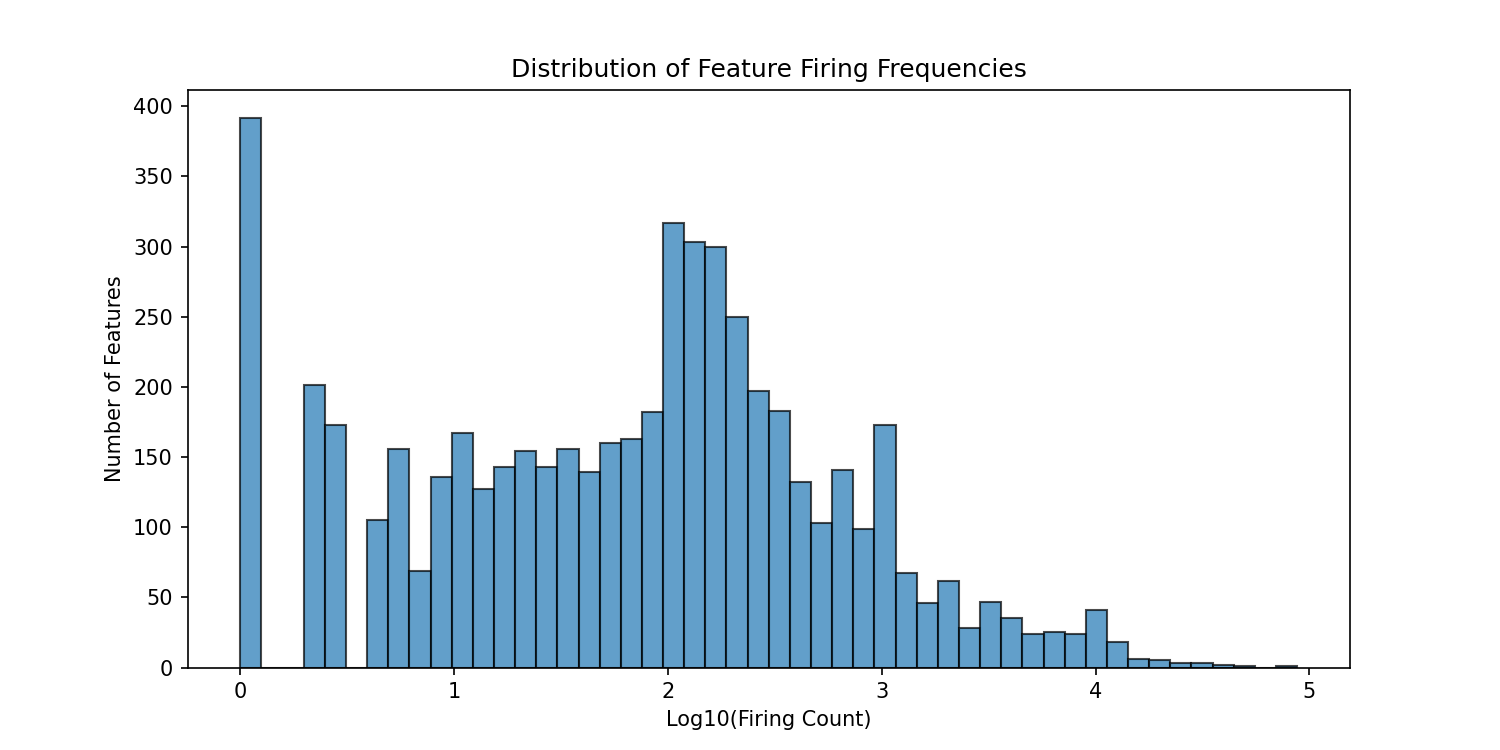 Distribution of Feature Firing Frequencies
400
350
300
250
200
150
100
50
0
Number of Features
0 1 2 3 4 5
Log10(Firing Count)